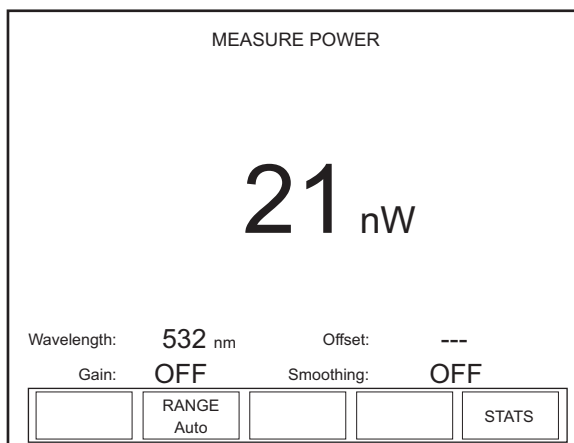 MEASURE POWER
21 nW
Wavelength: 532 nm Offset: ---
Gain: OFF Smoothing: OFF
RANGE
Auto
STATS